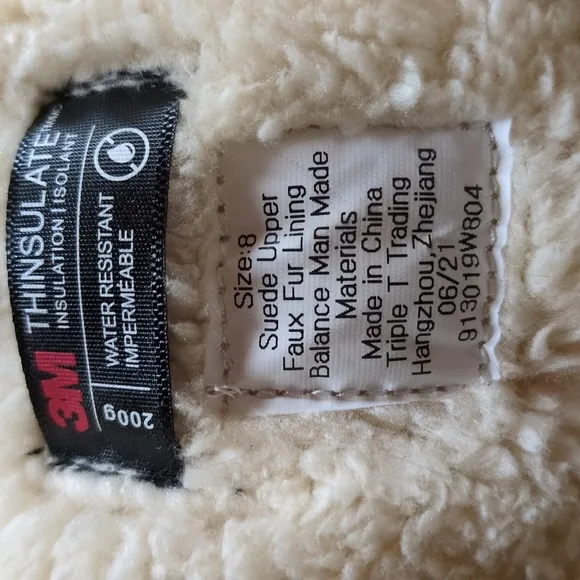 3M THINSULATE
INSULATION | ISOLANT
WATER RESISTANT
IMPERMÉABLE
200g
Size:8
Suede Upper
Faux Fur Lining
Balance Man Made
Materials
Made in China
Triple T Trading
Hangzhou,Zhejiang
06/21
913019W804